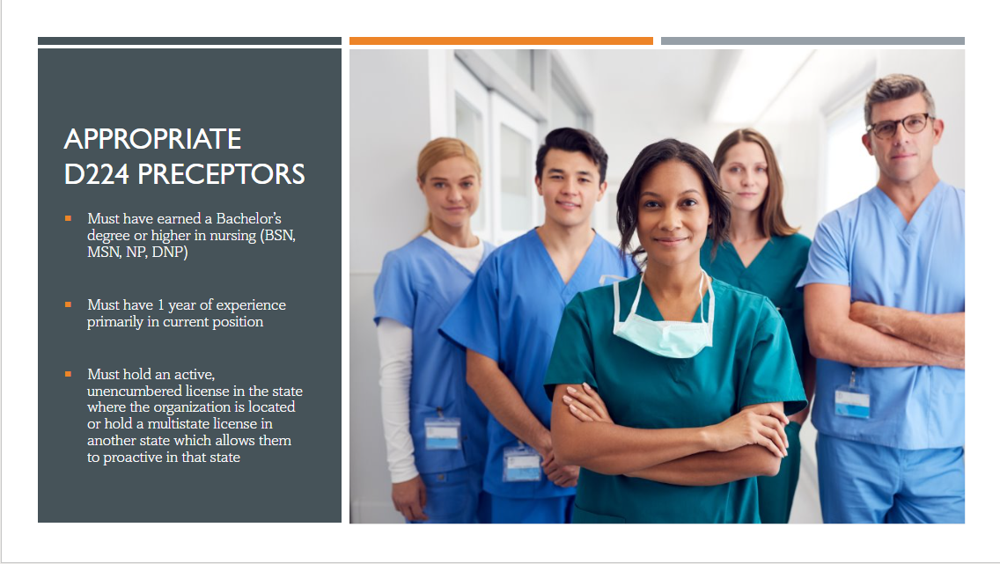 APPROPRIATE
D224 PRECEPTORS
Must have earned a Bachelor's
degree or higher in nursing (BSN,
MSN, NP, DNP)
Must have 1 year of experience
primarily in current position
Must hold an active,
unencumbered license in the state
where the organization is located
or hold a multistate license in
another state which allows them
to proactive in that state